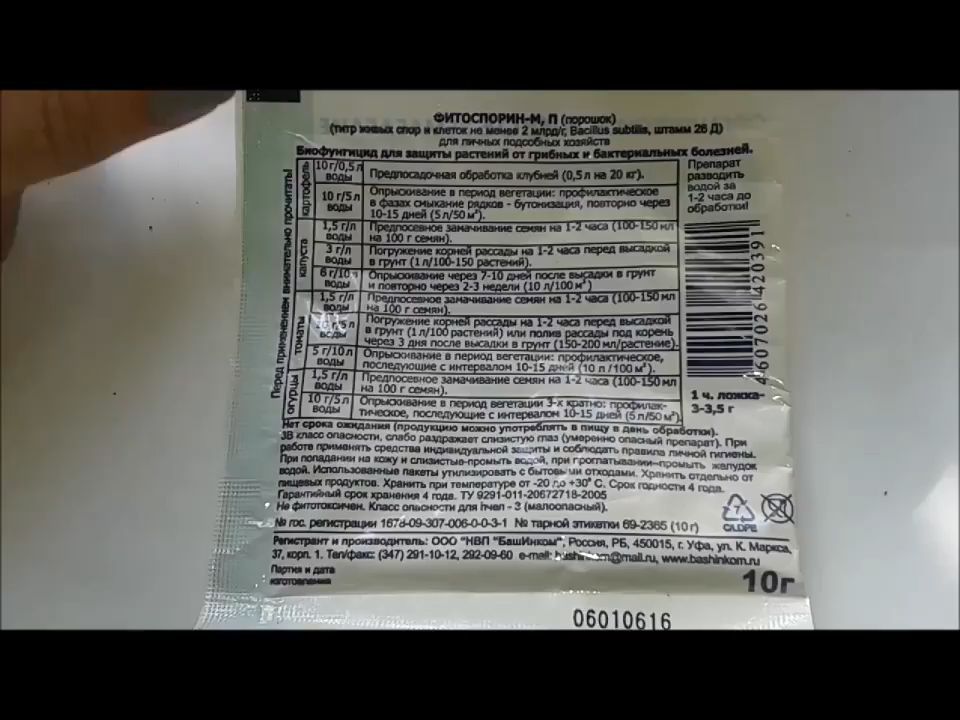 ФИТОСПОРИН-М, П (порошок)
(титр живых спор и клеток не менее 2 млрд/г, Bacillus subtilis, штамм 26 Д)
для личных подсобных хозяйств
Биофунгицид для защиты растений от грибных и бактериальных болезней.
Перед применением внимательно прочитать!
картофель
10 г/0,5 л
воды
Предпосадочная обработка клубней (0,5 л на 20 кг).
10 г/5 л
воды
Опрыскивание в период вегетации: профилактическое
в фазах смыкание рядков - бутонизация, повторно через
10-15 дней (5 л/50 м²).
капуста
1,5 г/л
воды
Предпосевное замачивание семян на 1-2 часа (100-150 мл
на 100 г семян).
3 г/л
воды
Погружение корней рассады на 1-2 часа перед высадкой
в грунт (1 л/100-150 растений).
6 г/10 л
воды
Опрыскивание через 7-10 дней после высадки в грунт
и повторно через 2-3 недели (10 л/100 м²)
томаты
1,5 г/л
воды
Предпосевное замачивание семян на 1-2 часа (100-150 мл
на 100 г семян).
воды
Погружение корней рассады на 1-2 часа перед высадкой
в грунт (1 л/100 растений) или полив рассады под корень
через 3 дня после высадки в грунт (150-200 мл/растение).
5 г/10 л
воды
Опрыскивание в период вегетации: профилактическое,
последующие с интервалом 10-15 дней (10 л/100 м²).
огурцы
1,5 г/л
воды
Предпосевное замачивание семян на 1-2 часа (100-150 мл
на 100 г семян).
10 г/5 л
воды
Опрыскивание в период вегетации 3-х кратно: профилак-
тическое, последующие с интервалом 10-15 дней (5 л/50 м²).
Препарат
разводить
водой за
1-2 часа до
обработки!
4 607026 420391
1 ч. ложка-
3-3,5 г
Нет срока ожидания (продукцию можно употреблять в пищу в день обработки).
3В класс опасности, слабо раздражает слизистую глаз (умеренно опасный препарат). При
работе применять средства индивидуальной защиты и соблюдать правила личной гигиены.
При попадании на кожу и слизистые-промыть водой, при проглатывании-промыть желудок
водой. Использованные пакеты утилизировать с бытовыми отходами. Хранить отдельно от
пищевых продуктов. Хранить при температуре от -20 до +30° С. Срок годности 4 года.
Гарантийный срок хранения 4 года. ТУ 9291-011-20672718-2005
Не фитотоксичен. Класс опасности для пчел - 3 (малоопасный).
7
C/LDPE
№ гос. регистрации 1678-09-307-006-0-0-3-1 № тарной этикетки 69-2365 (10 г)
Регистрант и производитель: ООО "НВП "БашИнком", Россия, РБ, 450015, г. Уфа, ул. К. Маркса,
37, корп. 1. Тел/факс: (347) 291-10-12, 292-09-60 e-mail: www.bashinkom.ru
Партия и дата
изготовления
10г
06010616